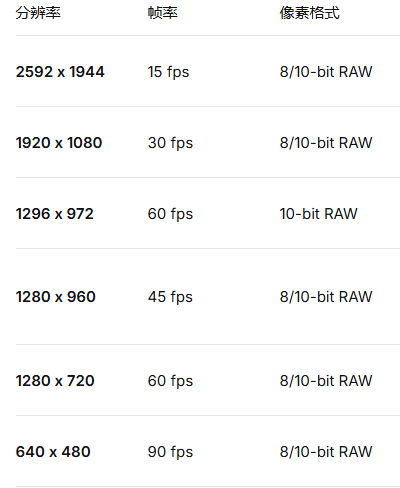 分辨率 帧率 像素格式
2592 x 1944 15 fps 8/10-bit RAW
1920 x 1080 30 fps 8/10-bit RAW
1296 x 972 60 fps 10-bit RAW
1280 x 960 45 fps 8/10-bit RAW
1280 x 720 60 fps 8/10-bit RAW
640 x 480 90 fps 8/10-bit RAW